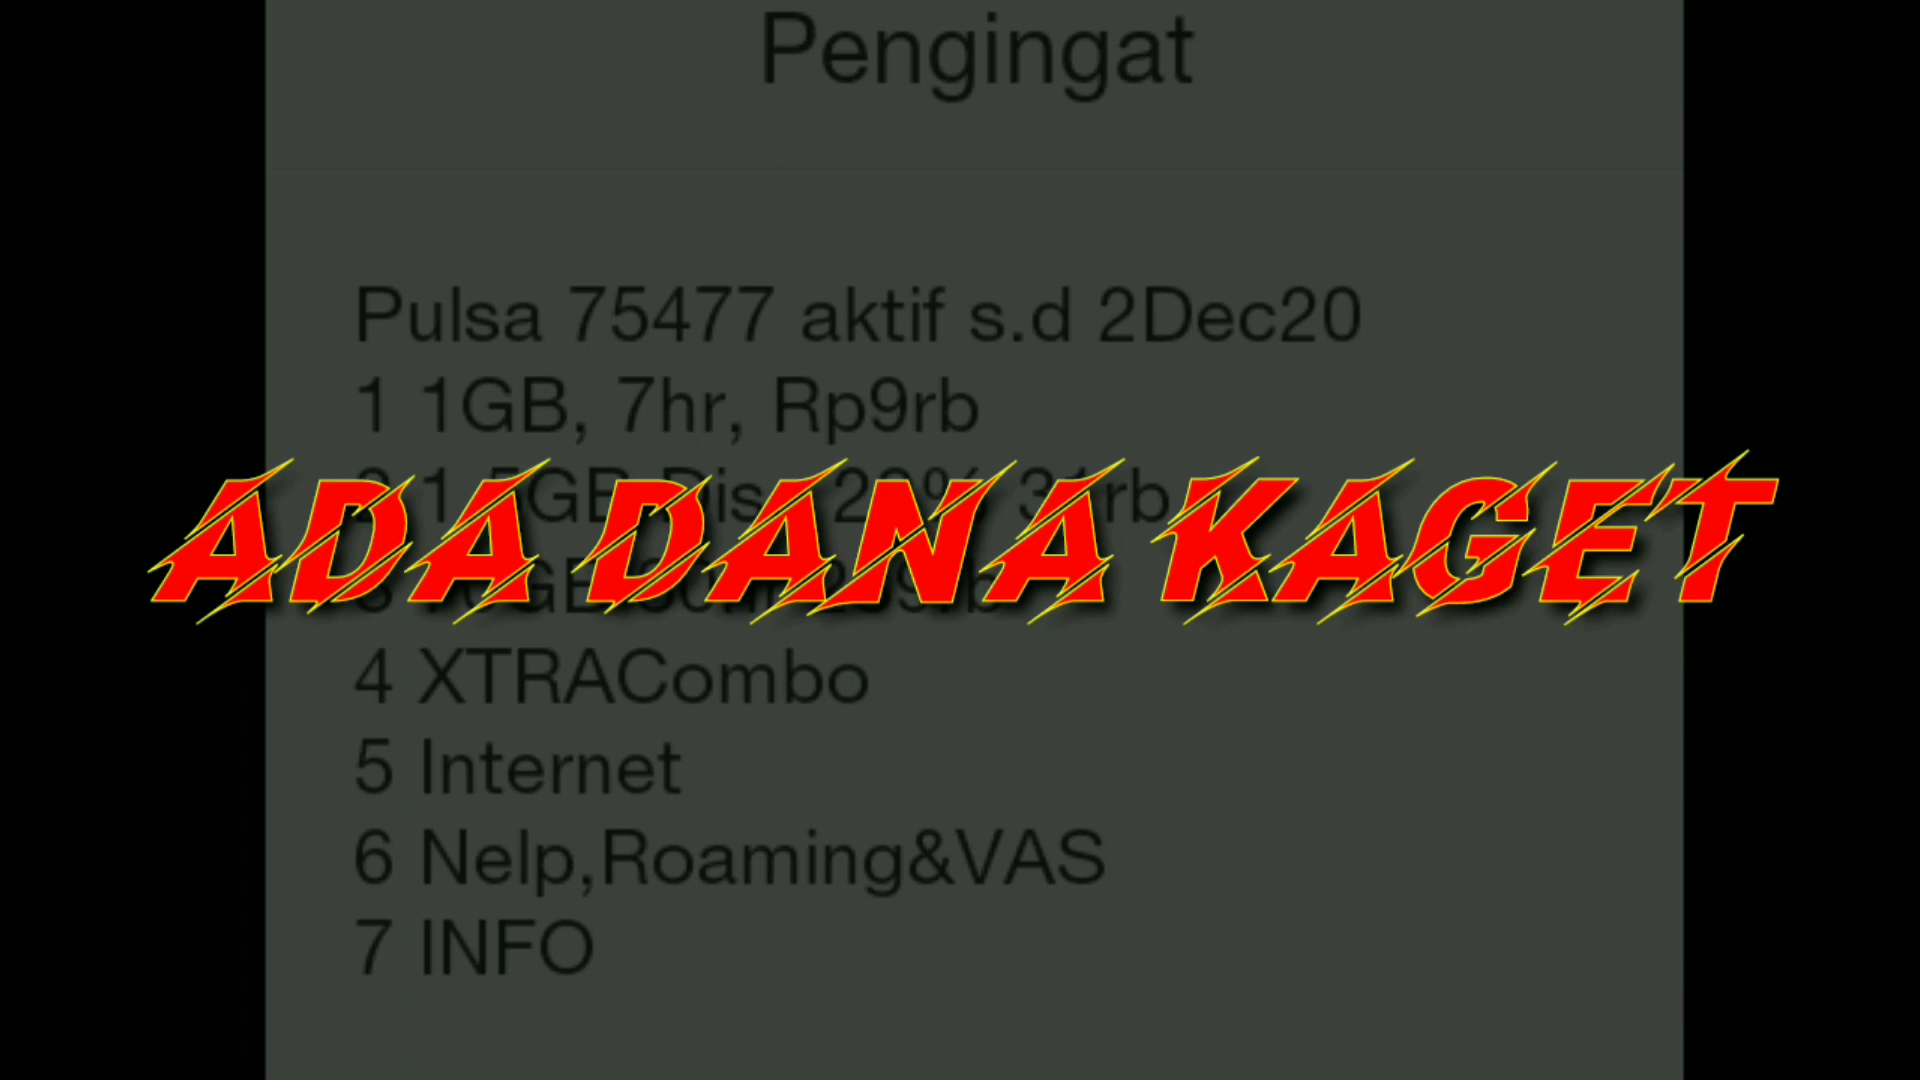 Pengingat
Pulsa 75477 aktif s.d 2Dec20
1 1GB, 7hr, Rp9rb
ADA DANA KAGET
4 XTRACombo
5 Internet
6 Nelp,Roaming&VAS
7 INFO